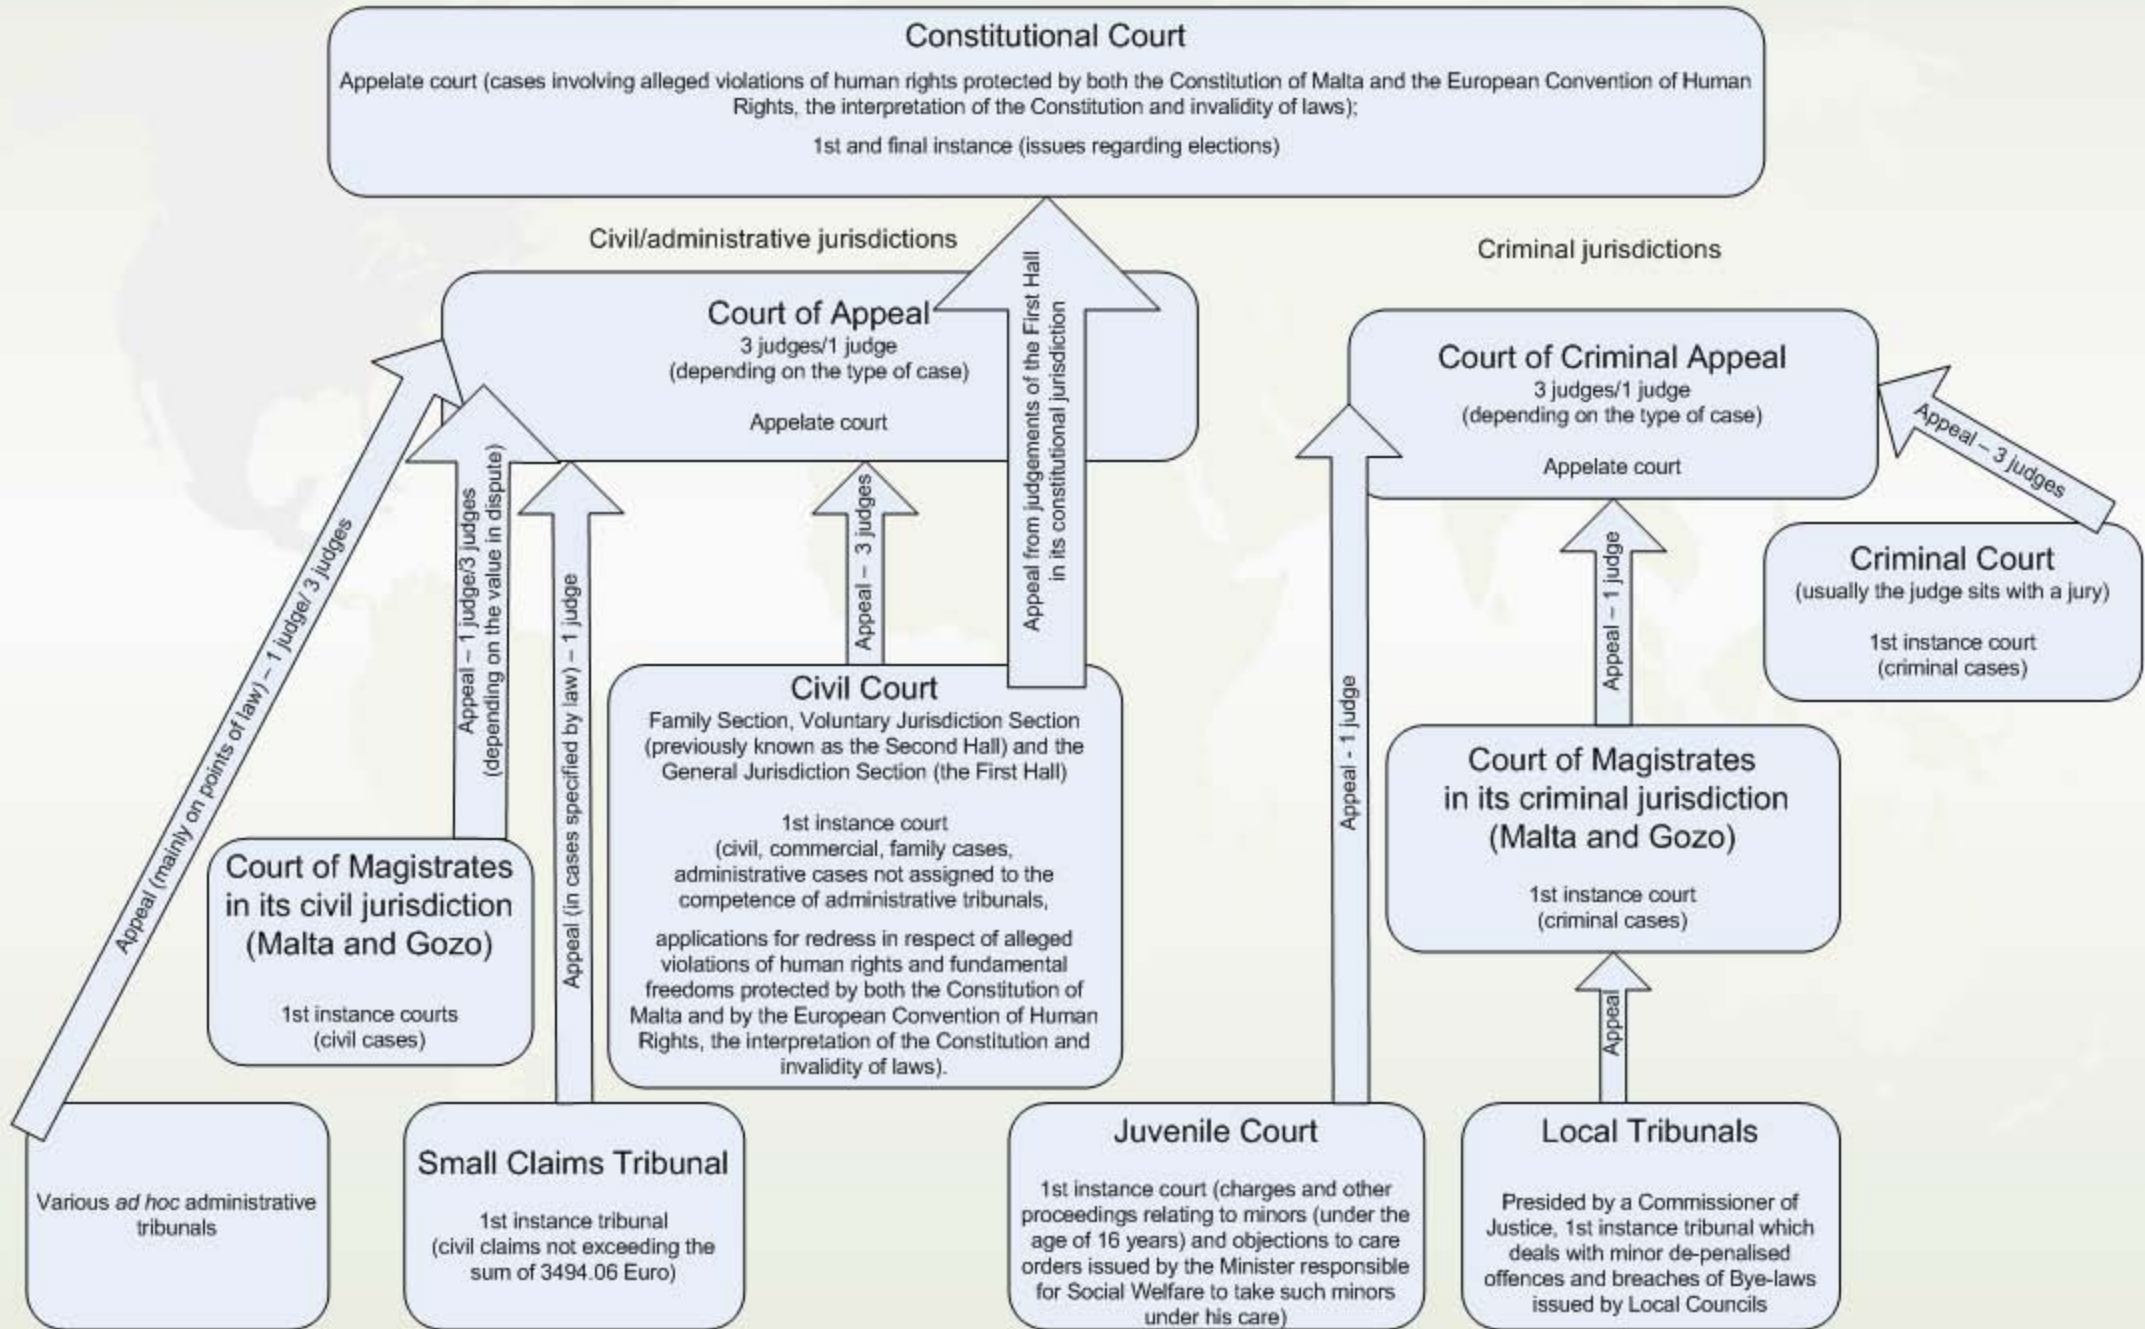 Constitutional Court
Appelate court (cases involving alleged violations of human rights protected by both the Constitution of Malta and the European Convention of Human
Rights, the interpretation of the Constitution and invalidity of laws);
1st and final instance (issues regarding elections)
Civil/administrative jurisdictions
Criminal jurisdictions
Court of Appeal
3 judges/1 judge
(depending on the type of case)
Appelate court
Appeal from judgements of the First Hall
in its constitutional jurisdiction
Court of Criminal Appeal
3 judges/1 judge
(depending on the type of case)
Appelate court
Appeal (mainly on points of law) – 1 judge/ 3 judges
Appeal – 1 judge/3 judges
(depending on the value in dispute)
Appeal (in cases specified by law) – 1 judge
Appeal – 3 judges
Appeal - 1 judge
Appeal – 1 judge
Appeal – 3 judges
Criminal Court
(usually the judge sits with a jury)
1st instance court
(criminal cases)
Civil Court
Family Section, Voluntary Jurisdiction Section
(previously known as the Second Hall) and the
General Jurisdiction Section (the First Hall)
1st instance court
(civil, commercial, family cases,
administrative cases not assigned to the
competence of administrative tribunals,
applications for redress in respect of alleged
violations of human rights and fundamental
freedoms protected by both the Constitution of
Malta and by the European Convention of Human
Rights, the interpretation of the Constitution and
invalidity of laws).
Court of Magistrates
in its criminal jurisdiction
(Malta and Gozo)
1st instance court
(criminal cases)
Court of Magistrates
in its civil jurisdiction
(Malta and Gozo)
1st instance courts
(civil cases)
Appeal
Various ad hoc administrative
tribunals
Small Claims Tribunal
1st instance tribunal
(civil claims not exceeding the
sum of 3494.06 Euro)
Juvenile Court
1st instance court (charges and other
proceedings relating to minors (under the
age of 16 years) and objections to care
orders issued by the Minister responsible
for Social Welfare to take such minors
under his care)
Local Tribunals
Presided by a Commissioner of
Justice, 1st instance tribunal which
deals with minor de-penalised
offences and breaches of Bye-laws
issued by Local Councils